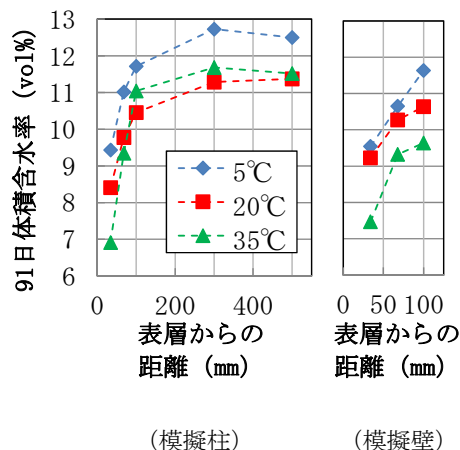 91日体積含水率 (vol%)
13
12
11
10
9
8
7
6
5℃
20℃
35℃
0 200 400
表層からの
距離 (mm)
(模擬柱)
0 50 100
表層からの
距離 (mm)
(模擬壁)